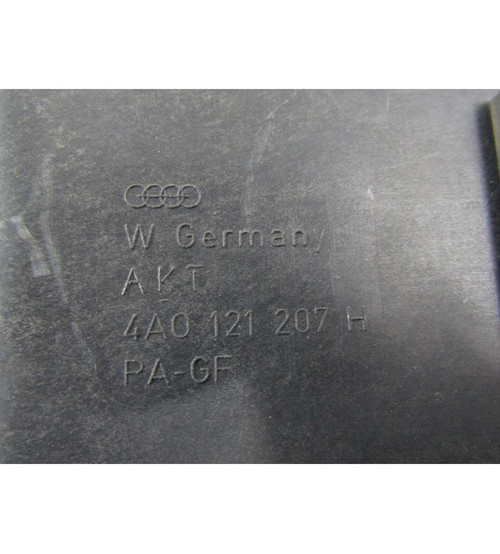 W Germany
AKT
4A0 121 207 H
PA-GF